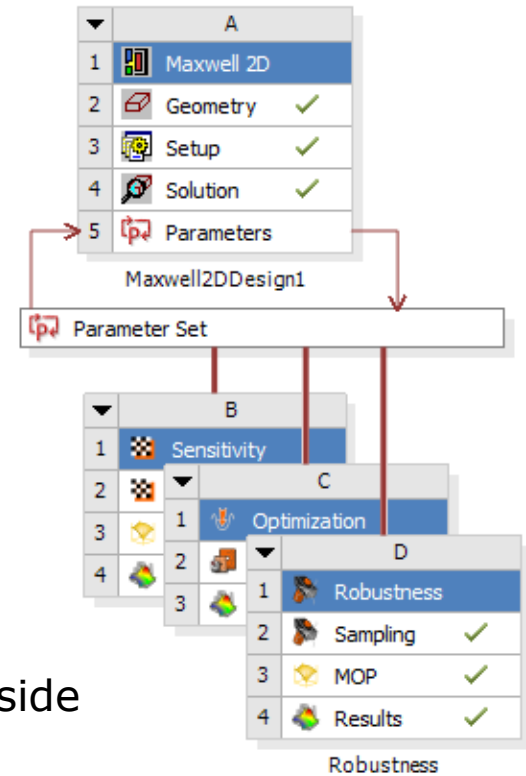 A
1 Maxwell 2D
2 Geometry
3 Setup
4 Solution
5 Parameters
Maxwell2DDesign1
Parameter Set
B
1 Sensitivity
2
3
4
C
1 Optimization
2
3
D
1 Robustness
2 Sampling
3 MOP
4 Results
Robustness
side